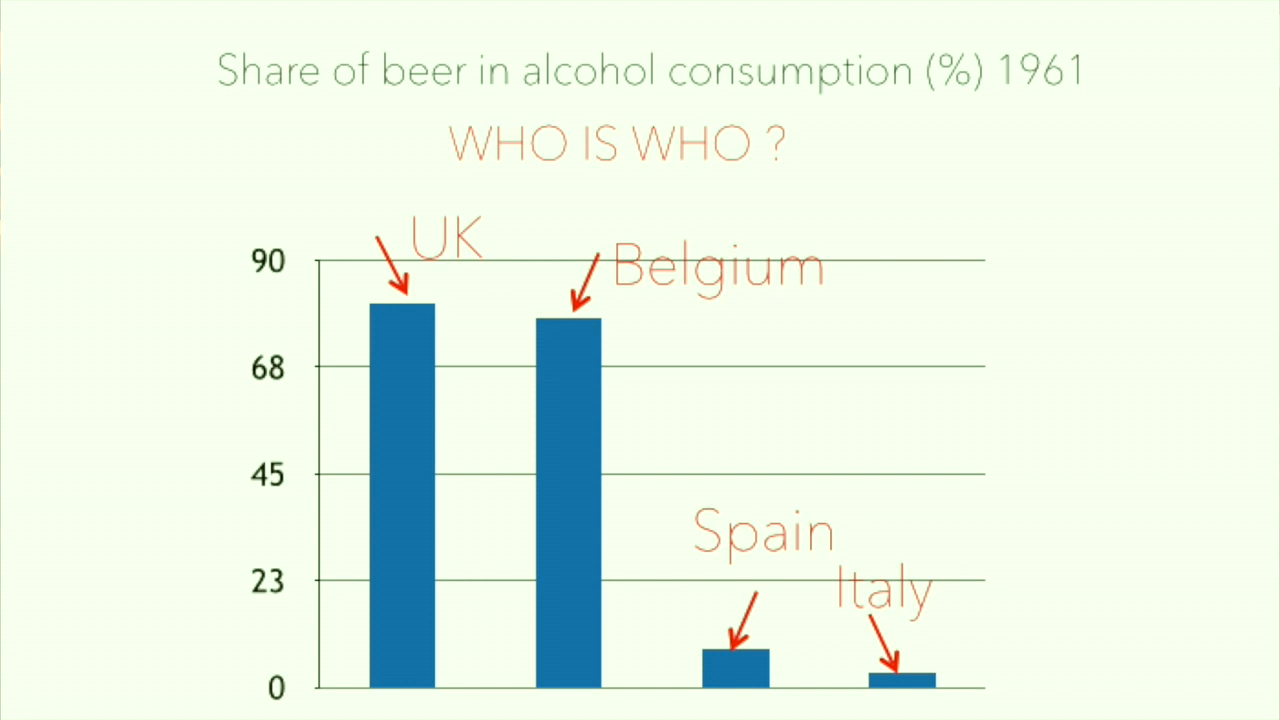 Share of beer in alcohol consumption (%) 1961
WHO IS WHO ?
UK
Belgium
90
68
45
Spain
23
Italy
0